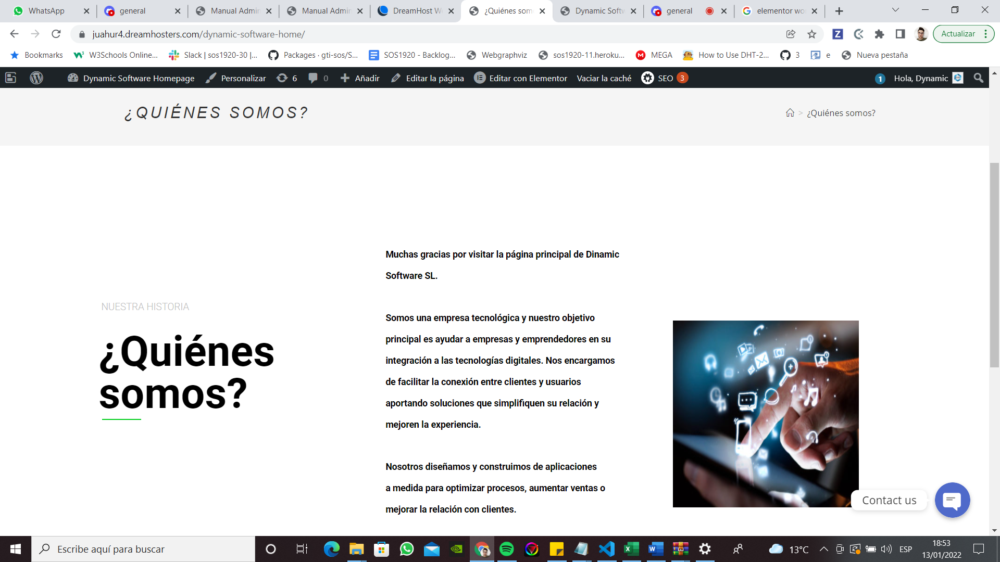 WhatsApp
general
Manual Admin
Manual Admin
DreamHost W
¿Quiénes som
Dynamic Softw
general
elementor wo
juahur4.dreamhosters.com/dynamic-software-home/
Actualizar
Bookmarks
W3Schools Online...
Slack | sos1920-30 |...
Packages · gti-sos/S...
SOS1920 - Backlog...
Webgraphviz
sos1920-11.heroku...
MEGA
How to Use DHT-2...
3
e
Nueva pestaña
Dynamic Software Homepage
Personalizar
6
0
Añadir
Editar la página
Editar con Elementor
Vaciar la caché
SEO 3
1
Hola, Dynamic
¿QUIÉNES SOMOS?
> ¿Quiénes somos?
NUESTRA HISTORIA
¿Quiénes
somos?
Muchas gracias por visitar la página principal de Dinamic
Software SL.
Somos una empresa tecnológica y nuestro objetivo
principal es ayudar a empresas y emprendedores en su
integración a las tecnologías digitales. Nos encargamos
de facilitar la conexión entre clientes y usuarios
aportando soluciones que simplifiquen su relación y
mejoren la experiencia.
Nosotros diseñamos y construimos de aplicaciones
a medida para optimizar procesos, aumentar ventas o
mejorar la relación con clientes.
Contact us
Escribe aquí para buscar
13°C
ESP
18:53
13/01/2022